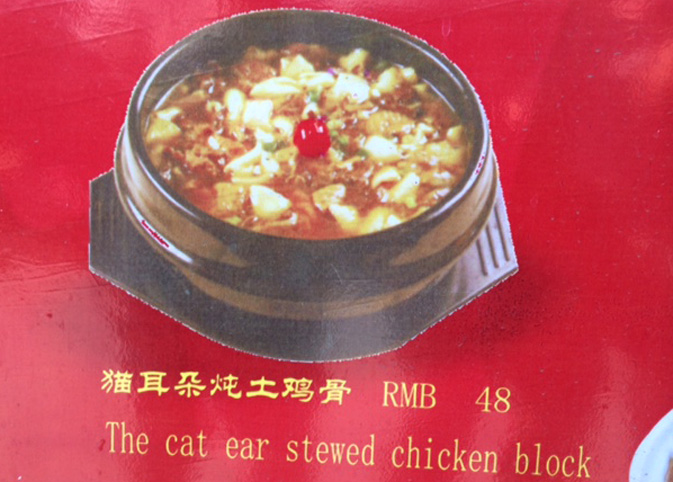 猫耳朵炖土鸡骨 RMB 48
The cat ear stewed chicken block